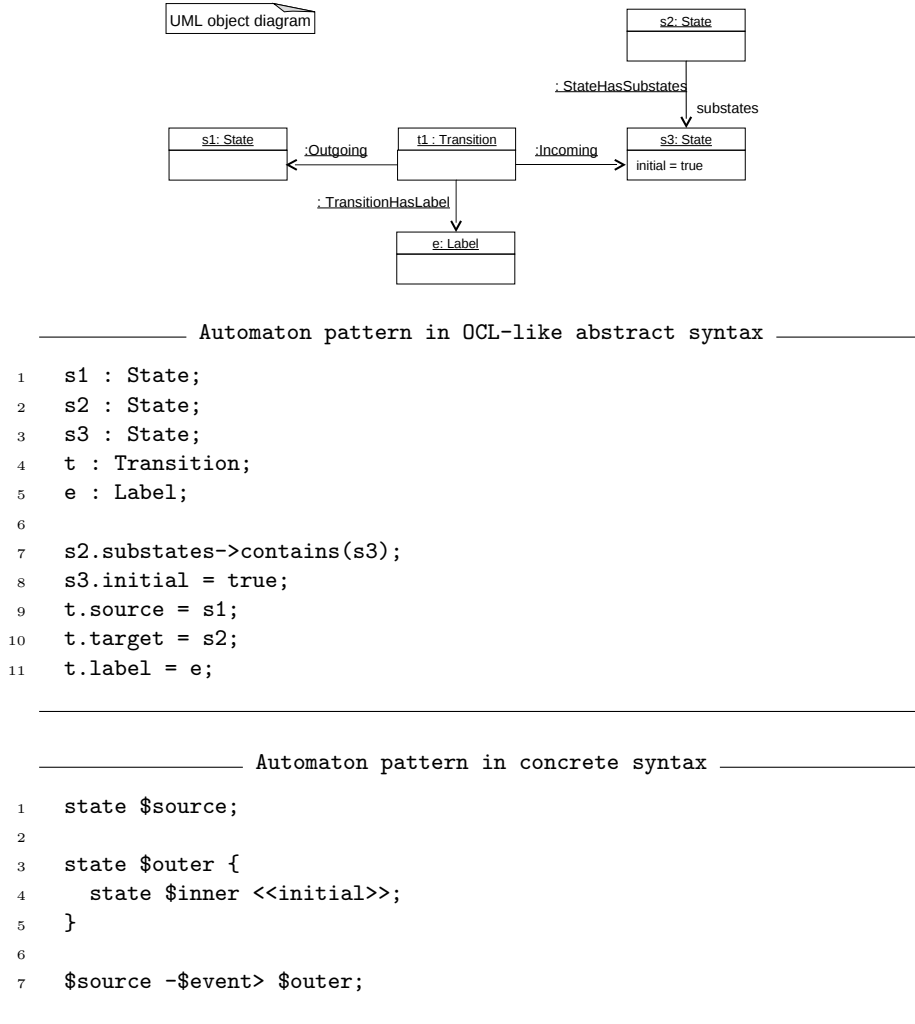 UML object diagram
s2: State
: StateHasSubstates
substates
s1: State
:Outgoing
t1 : Transition
:Incoming
s3: State
initial = true
: TransitionHasLabel
e: Label
Automaton pattern in OCL-like abstract syntax
1 s1 : State;
2 s2 : State;
3 s3 : State;
4 t : Transition;
5 e : Label;
6
7 s2.substates->contains(s3);
8 s3.initial = true;
9 t.source = s1;
10 t.target = s2;
11 t.label = e;
Automaton pattern in concrete syntax
1 state $source;
2
3 state $outer {
4 state $inner <<initial>>;
5 }
6
7 $source -$event> $outer;